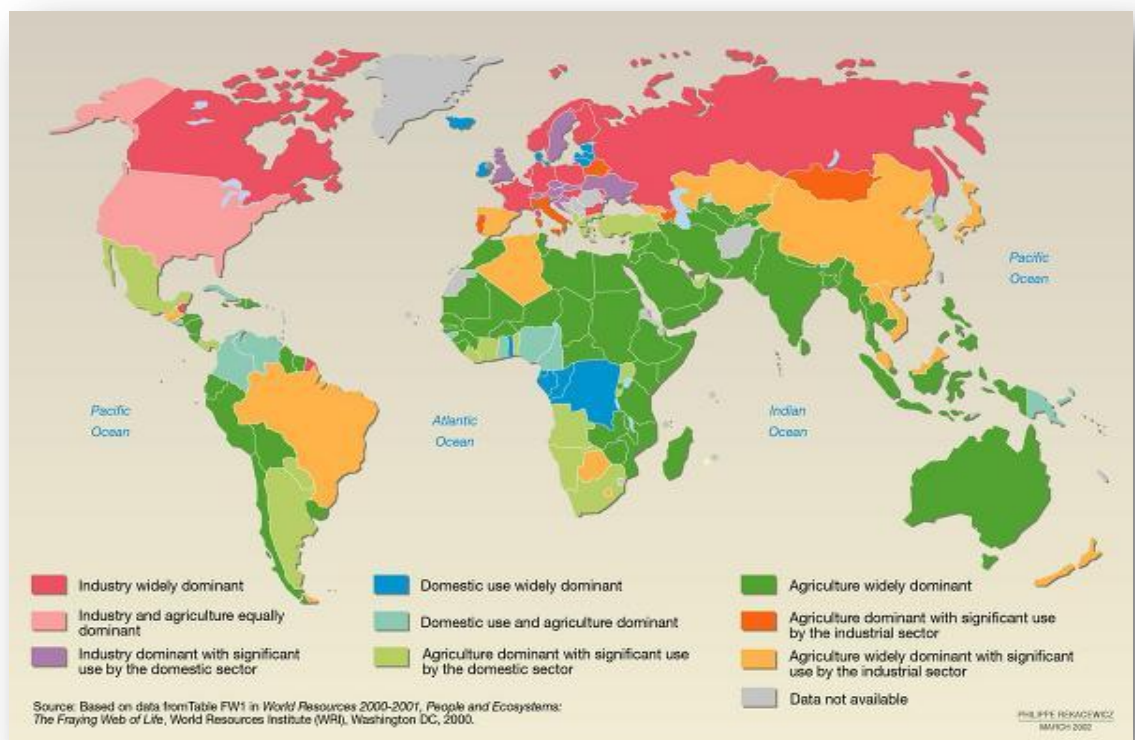 Pacific
Ocean
Pacific
Ocean
Atlantic
Ocean
Indian
Ocean
Industry widely dominant
Industry and agriculture equally
dominant
Industry dominant with significant
use by the domestic sector
Domestic use widely dominant
Domestic use and agriculture dominant
Agriculture dominant with significant use
by the domestic sector
Agriculture widely dominant
Agriculture dominant with significant use
by the industrial sector
Agriculture widely dominant with significant
use by the industrial sector
Data not available
Source: Based on data fromTable FW1 in World Resources 2000-2001, People and Ecosystems:
The Fraying Web of Life, World Resources Institute (WRI), Washington DC, 2000.
PHILIPPE REKACEWICZ
MARCH 2002